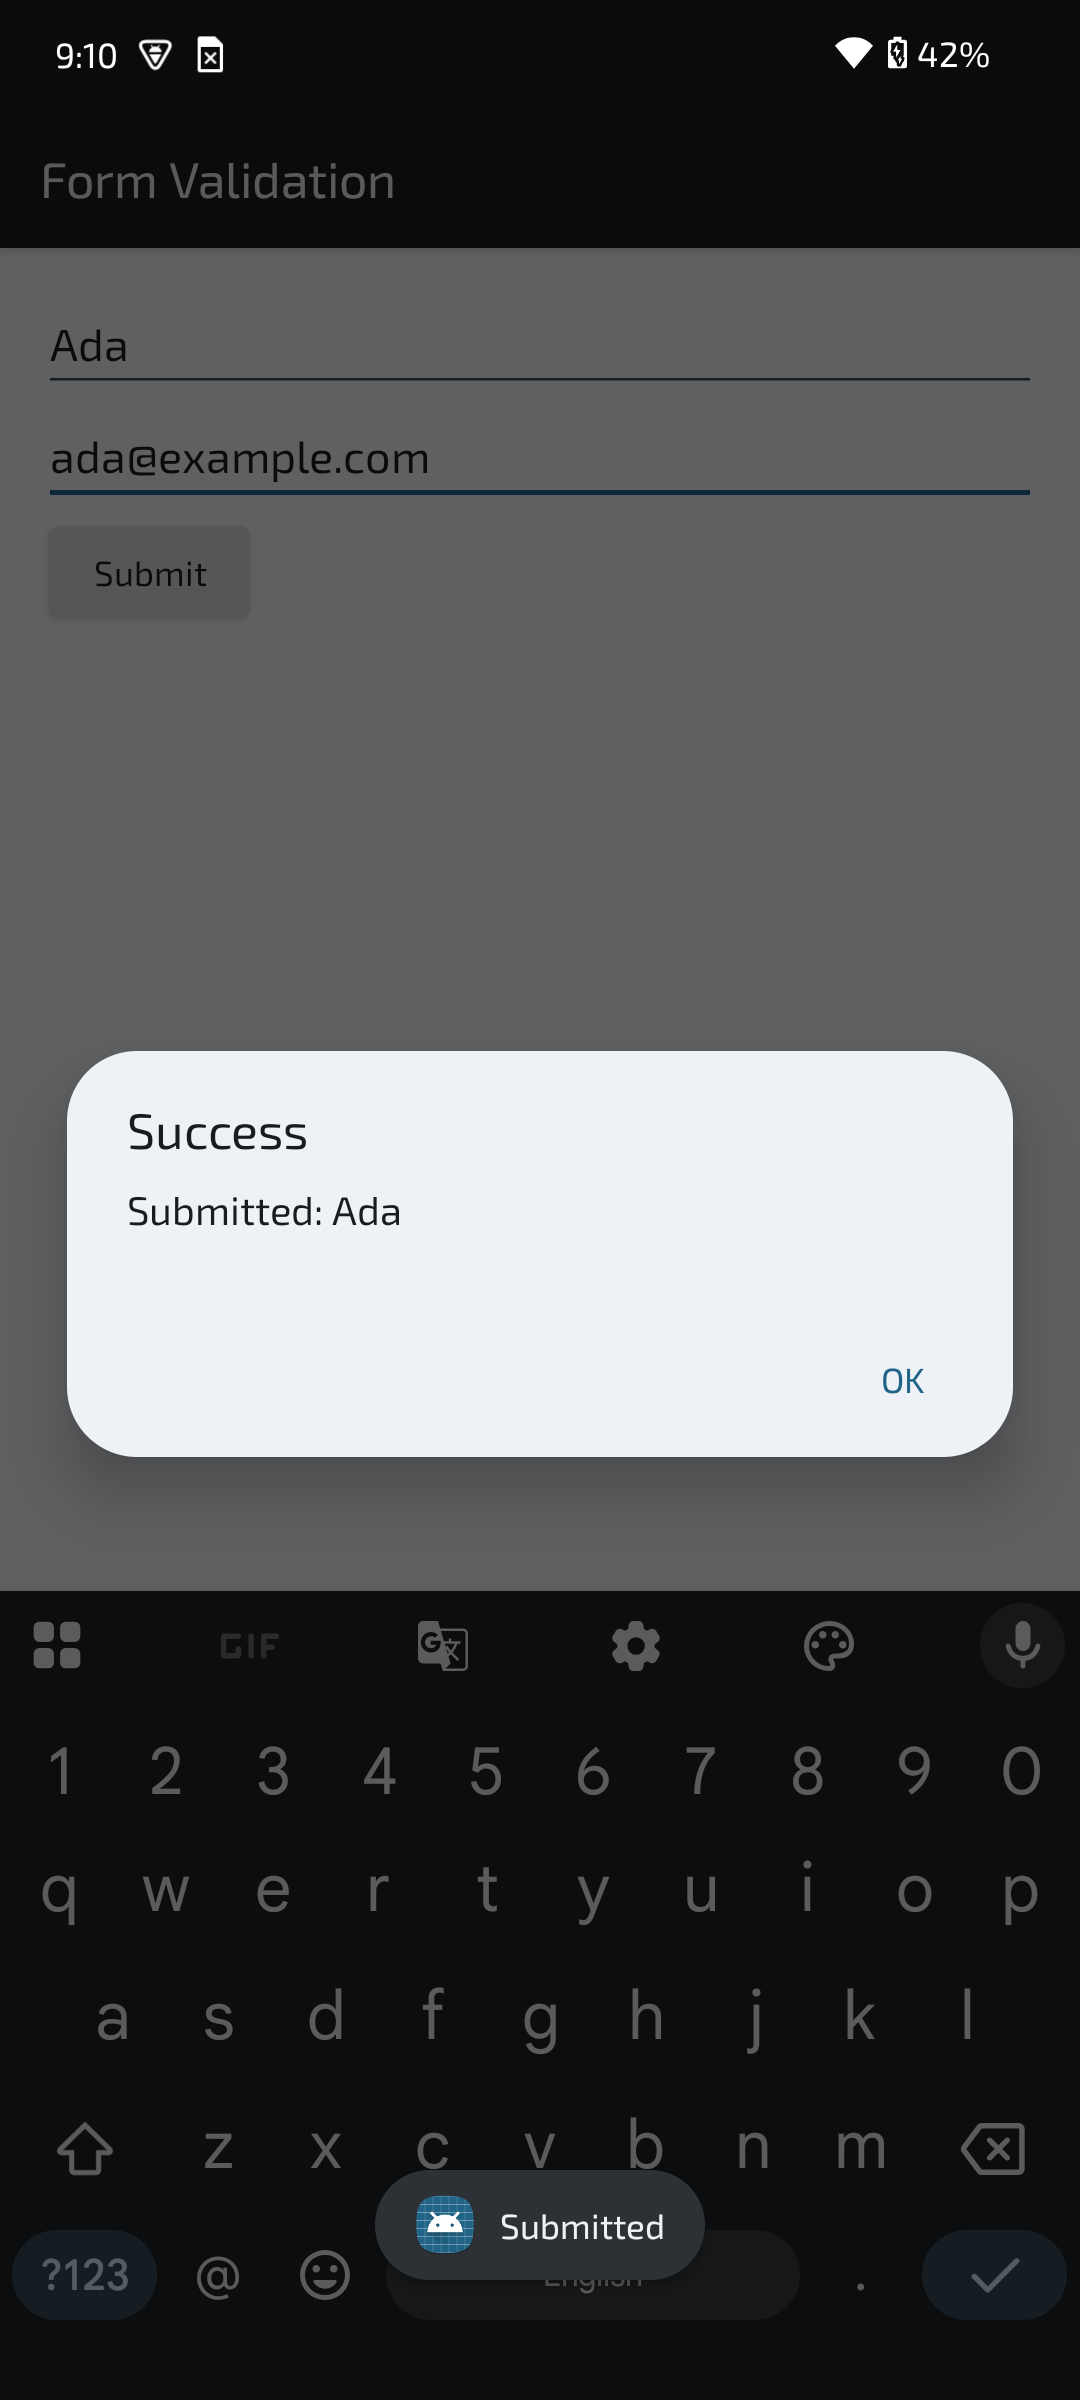 9:10
42%
Form Validation
Ada
ada@example.com
Submit
Success
Submitted: Ada
OK
GIF
1 2 3 4 5 6 7 8 9 0
q w e r t y u i o p
a s d f g h j k l
z x c v b n m
Submitted
?123 @ English .